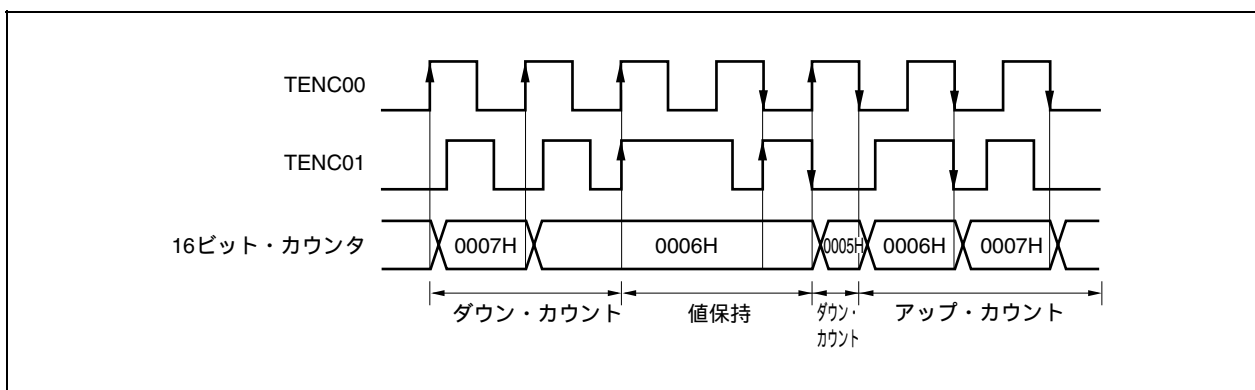 TENC00
TENC01
16ビット・カウンタ
0007H
0006H
0005H
0006H
0007H
ダウン・カウント
値保持
ダウン・
カウント
アップ・カウント